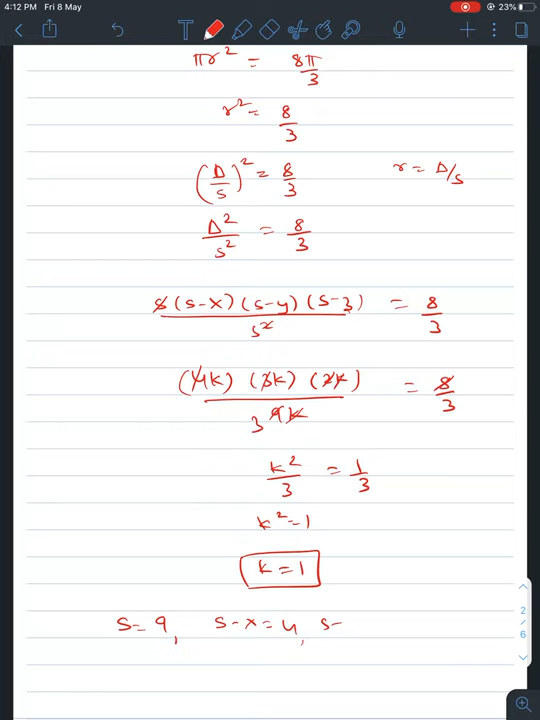 4:12 PM Fri 8 May 23%
πr² = 8π/3
r² = 8/3
(Δ/s)² = 8/3 r = Δ/s
Δ²/s² = 8/3
s(s-x)(s-y)(s-z)/s² = 8/3
(4k)(3k)(2k)/3 9k = 8/3
k²/3 = 1/3
k² = 1
k = 1
S = 9, s-x = 4, s-
2/6